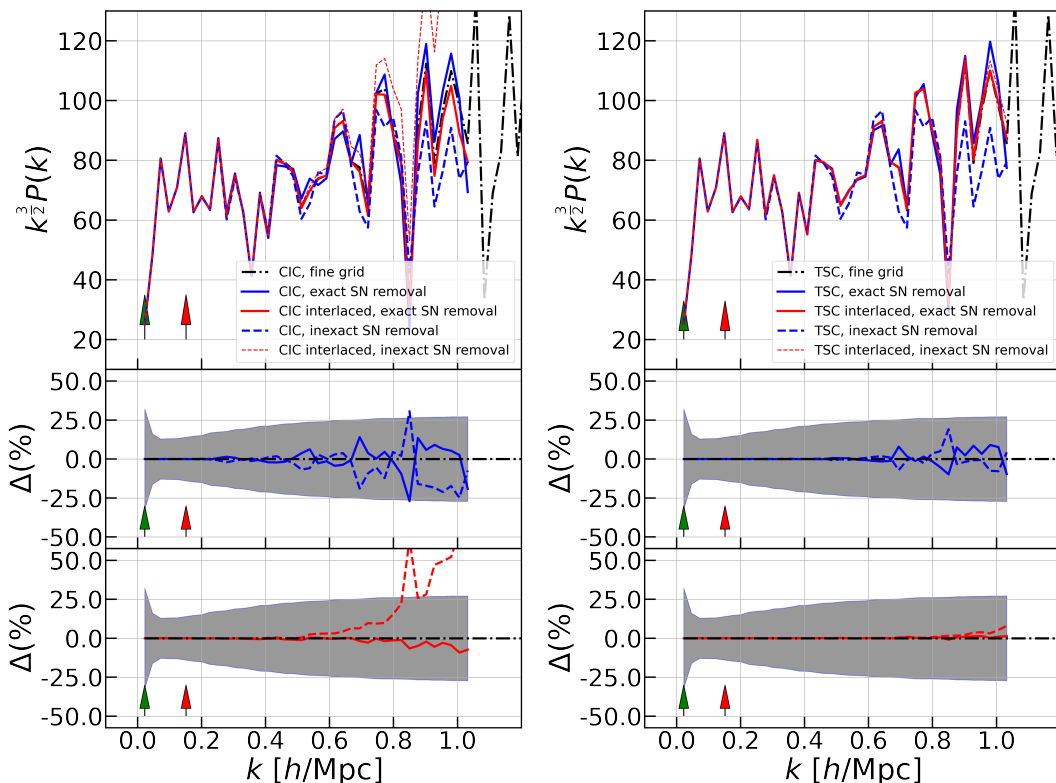 120
100
80
60
40
20
k^{3/2}P(k)
CIC, fine grid
CIC, exact SN removal
CIC interlaced, exact SN removal
CIC, inexact SN removal
CIC interlaced, inexact SN removal
50.0
25.0
0.0
-25.0
-50.0
Δ(%)
50.0
25.0
0.0
-25.0
-50.0
Δ(%)
0.0 0.2 0.4 0.6 0.8 1.0
k [h/Mpc]
120
100
80
60
40
20
k^{3/2}P(k)
TSC, fine grid
TSC, exact SN removal
TSC interlaced, exact SN removal
TSC, inexact SN removal
TSC interlaced, inexact SN removal
50.0
25.0
0.0
-25.0
-50.0
Δ(%)
50.0
25.0
0.0
-25.0
-50.0
Δ(%)
0.0 0.2 0.4 0.6 0.8 1.0
k [h/Mpc]